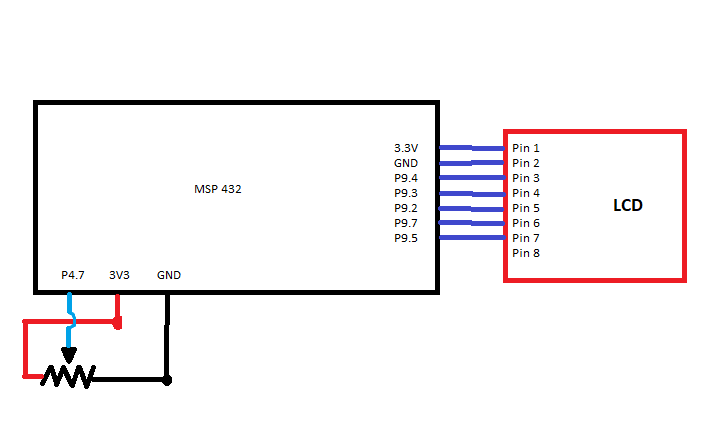 3.3V Pin 1
GND Pin 2
P9.4 Pin 3
MSP 432 P9.3 Pin 4 LCD
P9.2 Pin 5
P9.7 Pin 6
P9.5 Pin 7
Pin 8
P4.7 3V3 GND